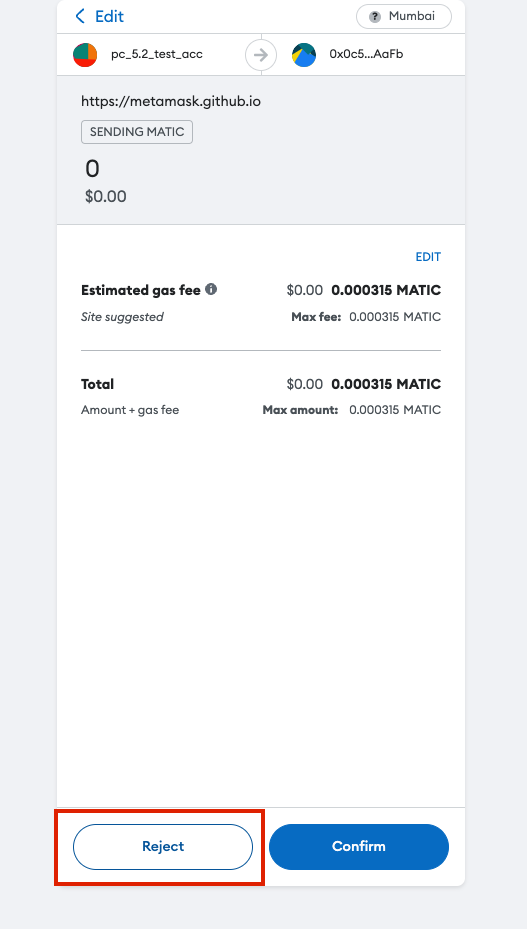 Edit
? Mumbai
pc_5.2_test_acc
0x0c5...AaFb
https://metamask.github.io
SENDING MATIC
0
$0.00
EDIT
Estimated gas fee i $0.00 0.000315 MATIC
Site suggested Max fee: 0.000315 MATIC
Total $0.00 0.000315 MATIC
Amount + gas fee Max amount: 0.000315 MATIC
Reject
Confirm